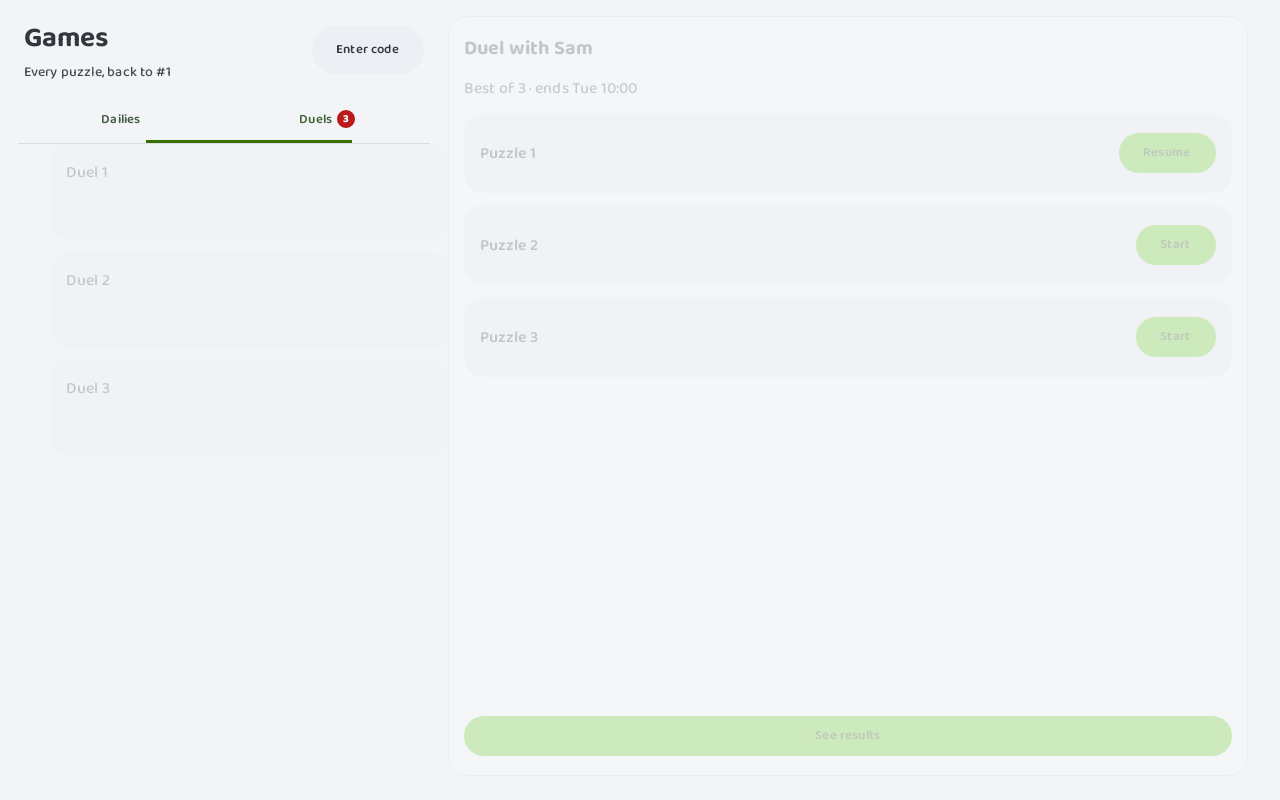 Games
Every puzzle, back to #1
Enter code
Dailies
Duels 3
Duel 1
Duel 2
Duel 3
Duel with Sam
Best of 3 · ends Tue 10:00
Puzzle 1
Resume
Puzzle 2
Start
Puzzle 3
Start
See results